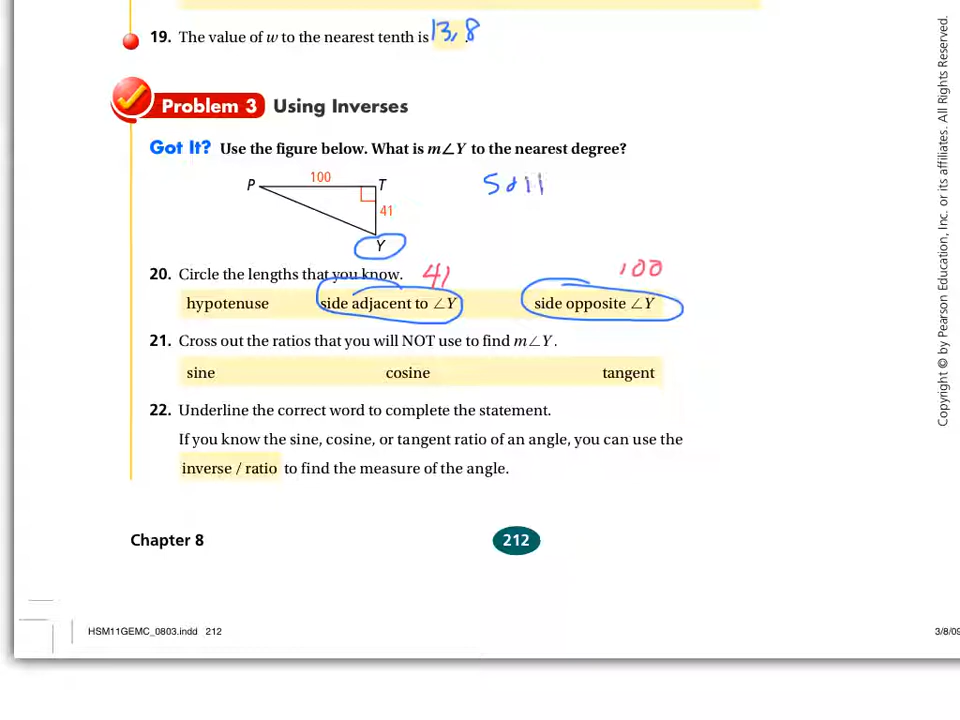 19. The value of w to the nearest tenth is 13,8.
Problem 3 Using Inverses
Got It? Use the figure below. What is m∠Y to the nearest degree?
P 100 T
41
Y
20. Circle the lengths that you know. 41 100
hypotenuse side adjacent to ∠Y side opposite ∠Y
21. Cross out the ratios that you will NOT use to find m∠Y.
sine cosine tangent
22. Underline the correct word to complete the statement.
If you know the sine, cosine, or tangent ratio of an angle, you can use the
inverse / ratio to find the measure of the angle.
Chapter 8 212
HSM11GEMC_0803.indd 212 3/8/09
Copyright © by Pearson Education, Inc. or its affiliates. All Rights Reserved.